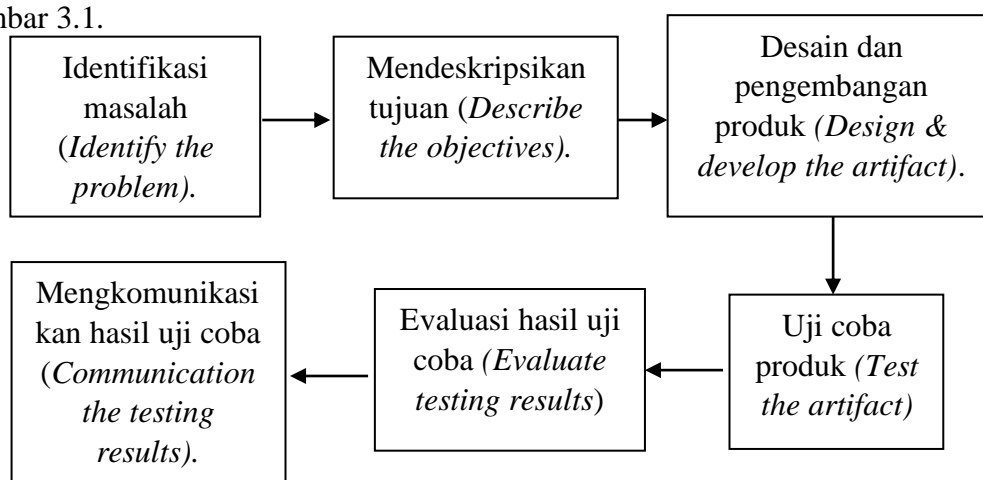 mbar 3.1.
Identifikasi
masalah
(Identify the
problem).
Mendeskripsikan
tujuan (Describe
the objectives).
Desain dan
pengembangan
produk (Design &
develop the artifact).
Uji coba
produk (Test
the artifact)
Evaluasi hasil uji
coba (Evaluate
testing results)
Mengkomunikasi
kan hasil uji coba
(Communication
the testing
results).